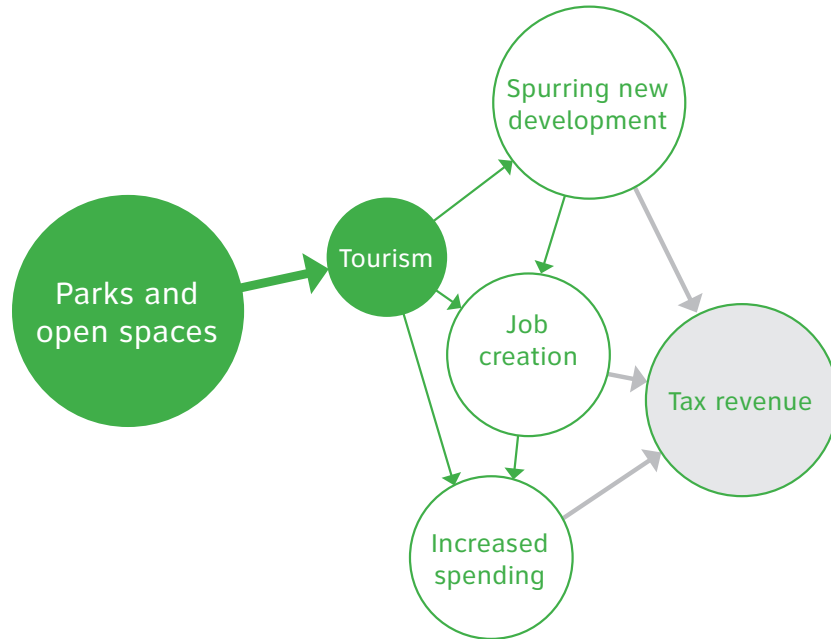 Spurring new
development
Tourism
Parks and
open spaces
Job
creation
Tax revenue
Increased
spending